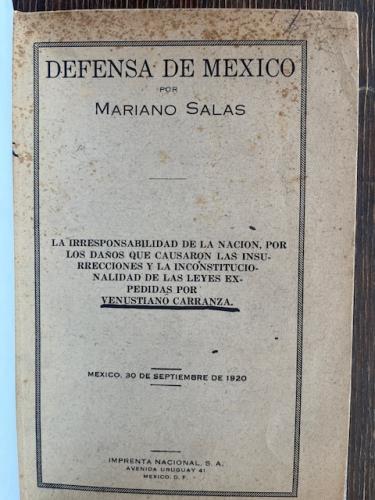 DEFENSA DE MEXICO
POR
MARIANO SALAS
LA IRRESPONSABILIDAD DE LA NACION, POR
LOS DAÑOS QUE CAUSARON LAS INSU-
RRECCIONES Y LA INCONSTITUCIO-
NALIDAD DE LAS LEYES EX-
PEDIDAS POR
VENUSTIANO CARRANZA.
MEXICO, 30 DE SEPTIEMBRE DE 1920
IMPRENTA NACIONAL, S. A.
AVENIDA URUGUAY 41
MEXICO, D. F.